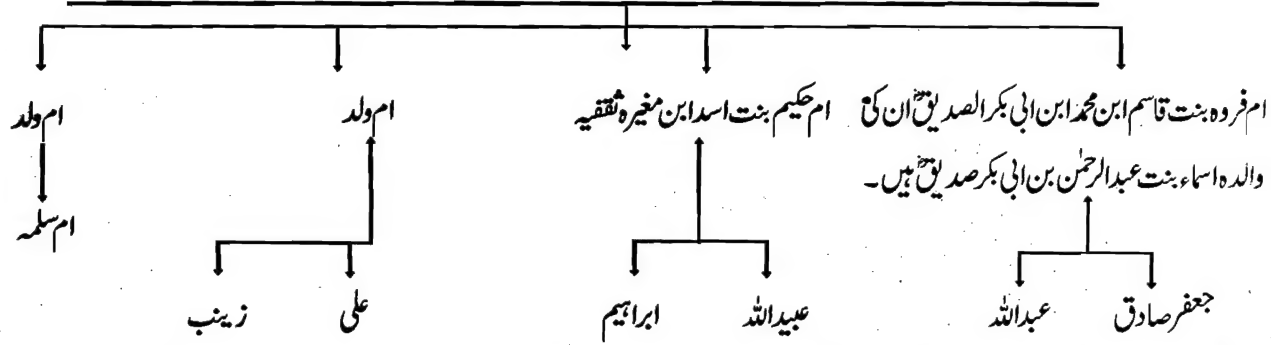 ام فروہ بنت قاسم ابن محمد ابن ابی بکر الصدیقؓ ان کی
والدہ اسماء بنت عبدالرحمٰن بن ابی بکر صدیقؓ ہیں۔
ام حکیم بنت اسد ابن مغیرہ ثقفیہ
ام ولد
ام ولد
ام سلمہ
جعفر صادق
عبداللہ
عبیداللہ
ابراہیم
علی
زینب